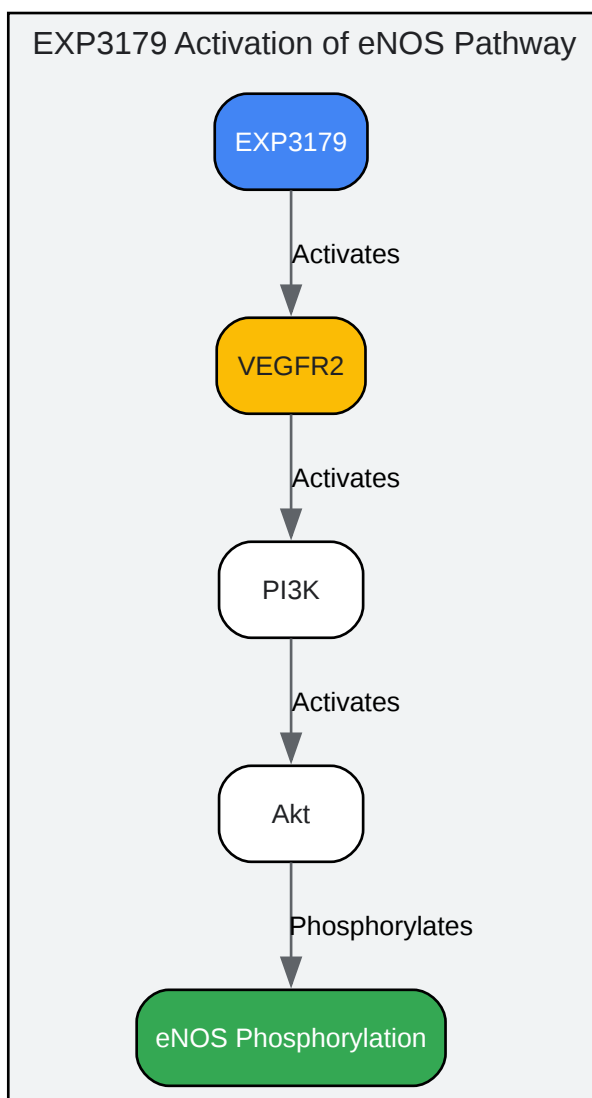 EXP3179 Activation of eNOS Pathway
EXP3179
Activates
VEGFR2
Activates
PI3K
Activates
Akt
Phosphorylates
eNOS Phosphorylation